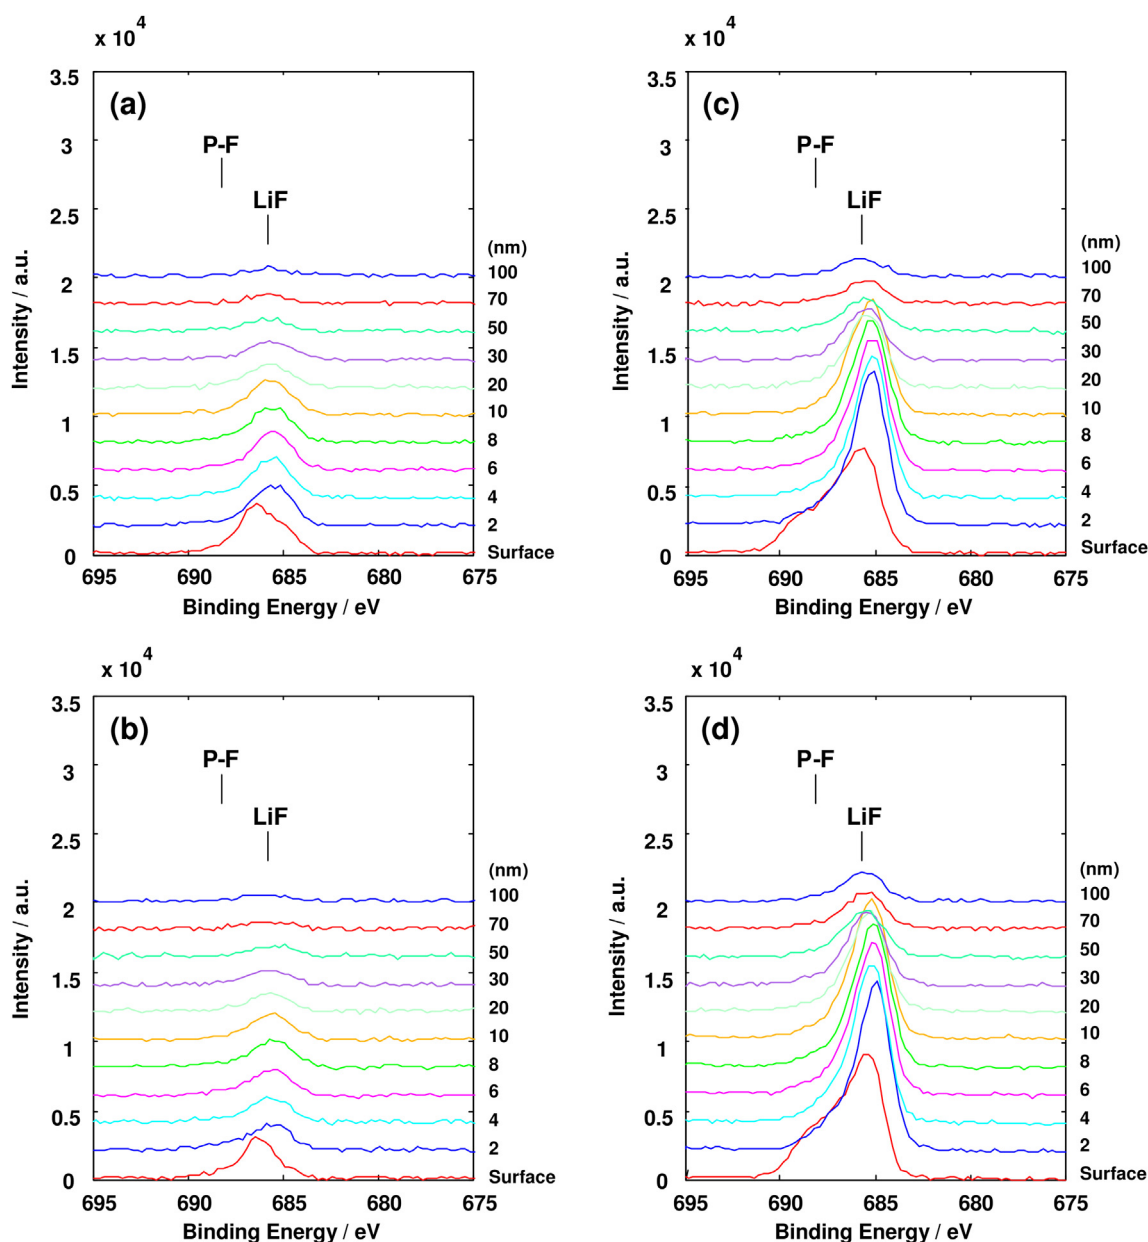 x 10^4
(a)
3.5
3
2.5
2
1.5
1
0.5
0
P-F
LiF
(nm)
100
70
50
30
20
10
8
6
4
2
Surface
695 690 685 680 675
Binding Energy / eV
Intensity / a.u.
x 10^4
(c)
3.5
3
2.5
2
1.5
1
0.5
0
P-F
LiF
(nm)
100
70
50
30
20
10
8
6
4
2
Surface
695 690 685 680 675
Binding Energy / eV
Intensity / a.u.
x 10^4
(b)
3.5
3
2.5
2
1.5
1
0.5
0
P-F
LiF
(nm)
100
70
50
30
20
10
8
6
4
2
Surface
695 690 685 680 675
Binding Energy / eV
Intensity / a.u.
x 10^4
(d)
3.5
3
2.5
2
1.5
1
0.5
0
P-F
LiF
(nm)
100
70
50
30
20
10
8
6
4
2
Surface
695 690 685 680 675
Binding Energy / eV
Intensity / a.u.